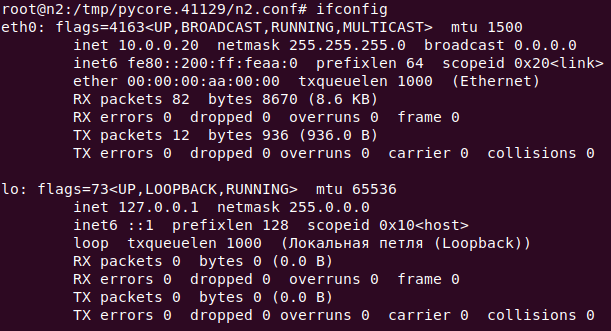 root@n2:/tmp/pycore.41129/n2.conf# ifconfig
eth0: flags=4163<UP,BROADCAST,RUNNING,MULTICAST>  mtu 1500
        inet 10.0.0.20  netmask 255.255.255.0  broadcast 0.0.0.0
        inet6 fe80::200:ff:feaa:0  prefixlen 64  scopeid 0x20<link>
        ether 00:00:00:aa:00:00  txqueuelen 1000  (Ethernet)
        RX packets 82  bytes 8670 (8.6 KB)
        RX errors 0  dropped 0  overruns 0  frame 0
        TX packets 12  bytes 936 (936.0 B)
        TX errors 0  dropped 0 overruns 0  carrier 0  collisions 0

lo: flags=73<UP,LOOPBACK,RUNNING>  mtu 65536
        inet 127.0.0.1  netmask 255.0.0.0
        inet6 ::1  prefixlen 128  scopeid 0x10<host>
        loop  txqueuelen 1000  (Локальная петля (Loopback))
        RX packets 0  bytes 0 (0.0 B)
        RX errors 0  dropped 0  overruns 0  frame 0
        TX packets 0  bytes 0 (0.0 B)
        TX errors 0  dropped 0 overruns 0  carrier 0  collisions 0